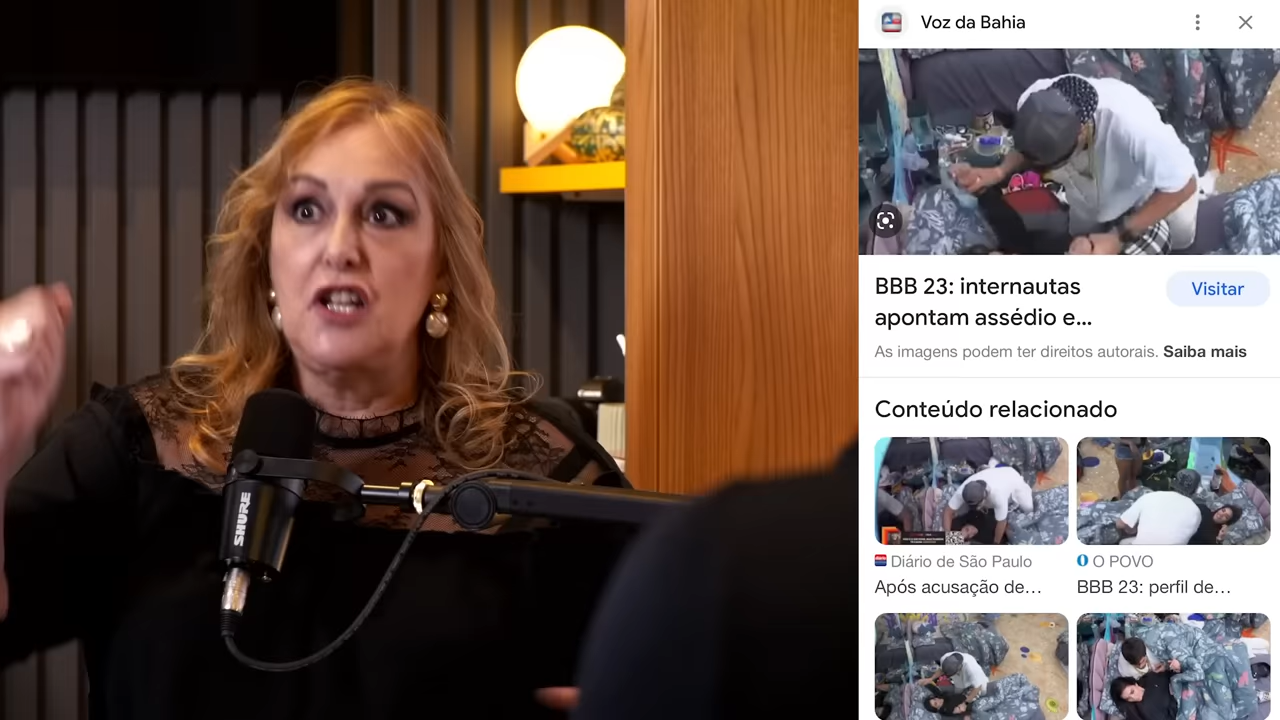 SHURE
Voz da Bahia
BBB 23: internautas
apontam assédio e...
Visitar
As imagens podem ter direitos autorais. Saiba mais
Conteúdo relacionado
Diário de São Paulo
Após acusação de...
O POVO
BBB 23: perfil de...